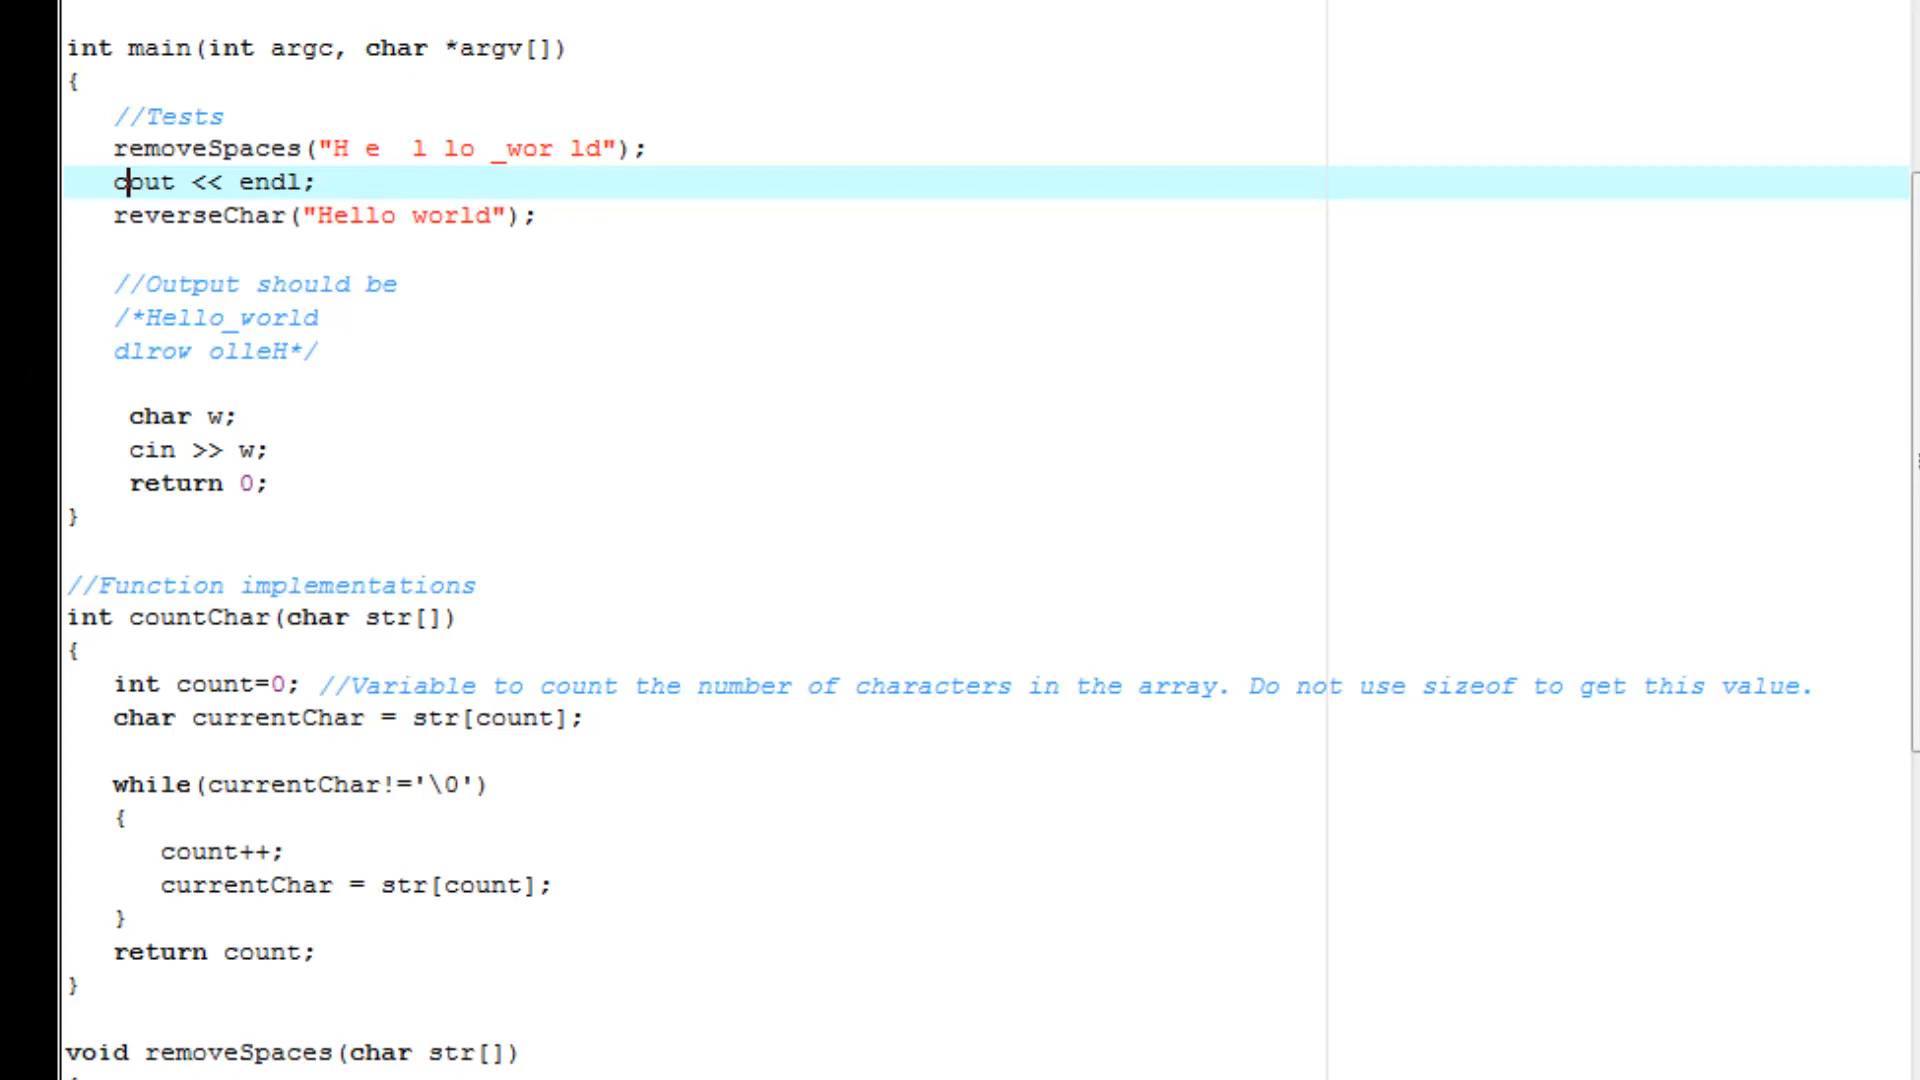 int main(int argc, char *argv[])
{
//Tests
removeSpaces("H e  l lo _wor ld");
cout << endl;
reverseChar("Hello world");
//Output should be
/*Hello_world
dlrow olleH*/
char w;
cin >> w;
return 0;
}
//Function implementations
int countChar(char str[])
{
int count=0; //Variable to count the number of characters in the array. Do not use sizeof to get this value.
char currentChar = str[count];
while(currentChar!='\0')
{
count++;
currentChar = str[count];
}
return count;
}
void removeSpaces(char str[])